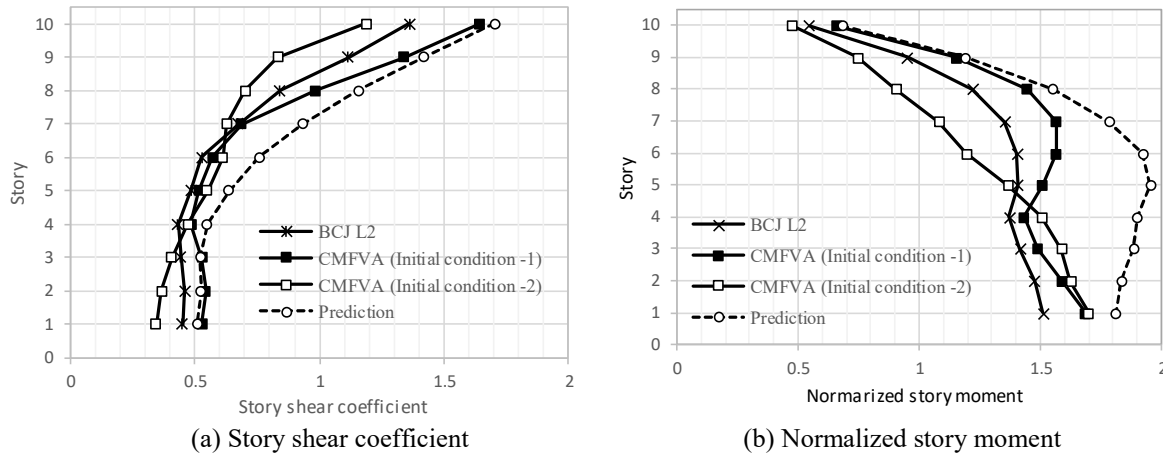 10
9
8
7
6
5
4
3
2
1
0
Story
BCJ L2
CMFVA (Initial condition -1)
CMFVA (Initial condition -2)
Prediction
0 0.5 1 1.5 2
Story shear coefficient
(a) Story shear coefficient
10
9
8
7
6
5
4
3
2
1
0
Story
BCJ L2
CMFVA (Initial condition -1)
CMFVA (Initial condition -2)
Prediction
0 0.5 1 1.5 2
Normarized story moment
(b) Normalized story moment